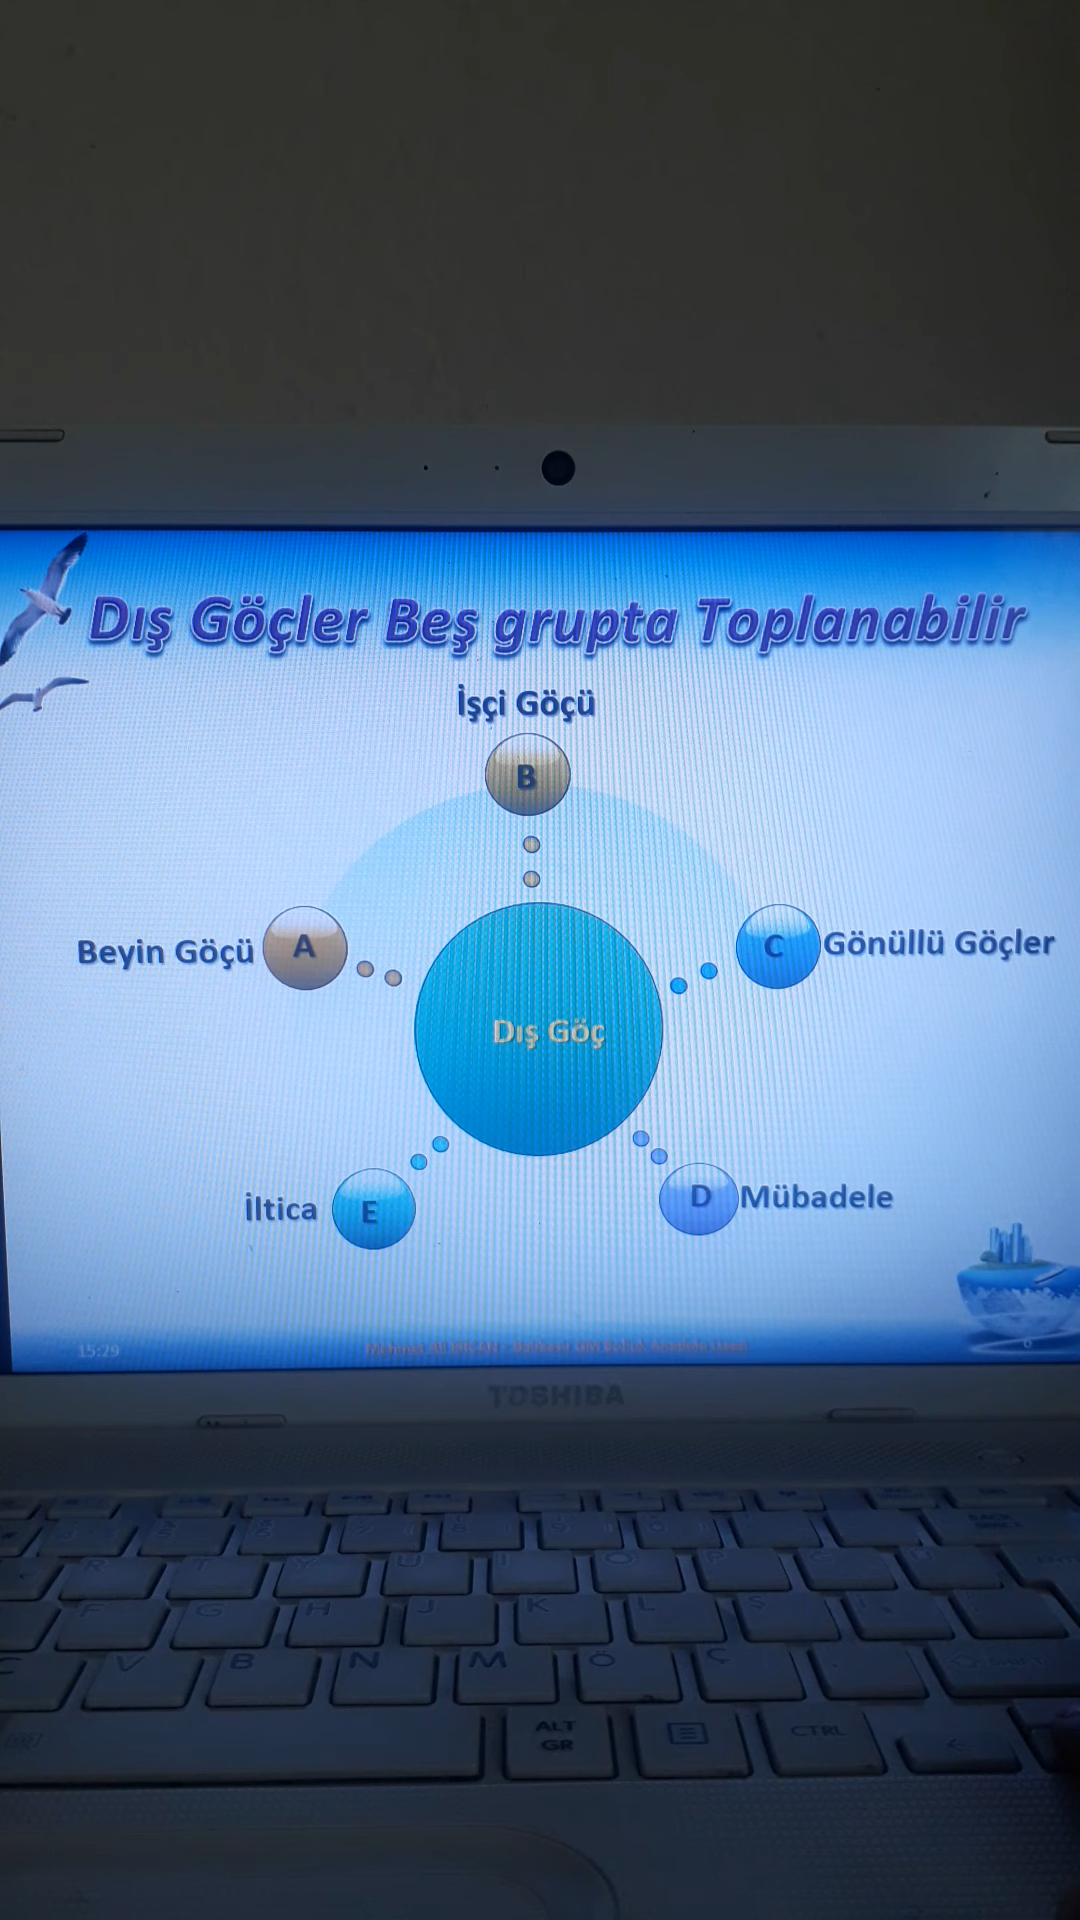 Dış Göçler Beş grupta Toplanabilir
İşçi Göçü
B
Beyin Göçü
A
C
Gönüllü Göçler
Dış Göç
İltica
E
D
Mübadele
15:29
6
TOSHIBA
R T Y U I O P
F G H J K L Ş İ
V B N M Ö Ç
ALT
GR
CTRL